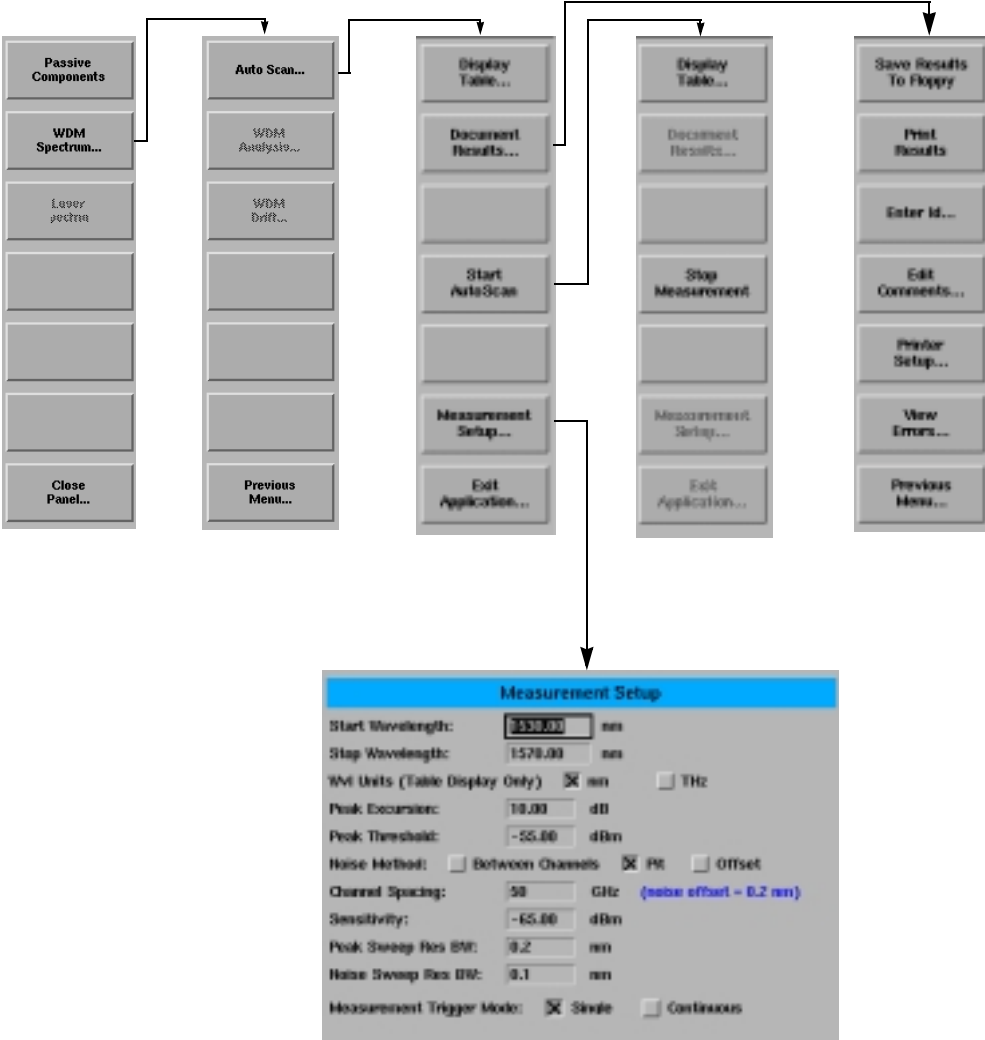 Passive
Components
WDM
Spectrum...
Laser
Close
Panel...
Auto Scan...
WDM
Analysis...
WDM
Drift...
Previous
Menu...
Display
Table...
Document
Results...
Start
AutoScan
Measurement
Setup...
Exit
Application...
Display
Table...
Document
Results...
Stop
Measurement
Measurement
Setup...
Exit
Application...
Save Results
To Floppy
Print
Results
Enter Id...
Edit
Comments...
Printer
Setup...
View
Errors...
Previous
Menu...
Measurement Setup
Start Wavelength: 1530.00 nm
Stop Wavelength: 1570.00 nm
Wvl Units (Table Display Only) nm THz
Peak Excursion: 10.00 dB
Peak Threshold: -55.00 dBm
Noise Method: Between Channels Pit Offset
Channel Spacing: 50 GHz (noise offset = 0.2 nm)
Sensitivity: -65.00 dBm
Peak Sweep Res BW: 0.2 nm
Noise Sweep Res BW: 0.1 nm
Measurement Trigger Mode: Single Continuous